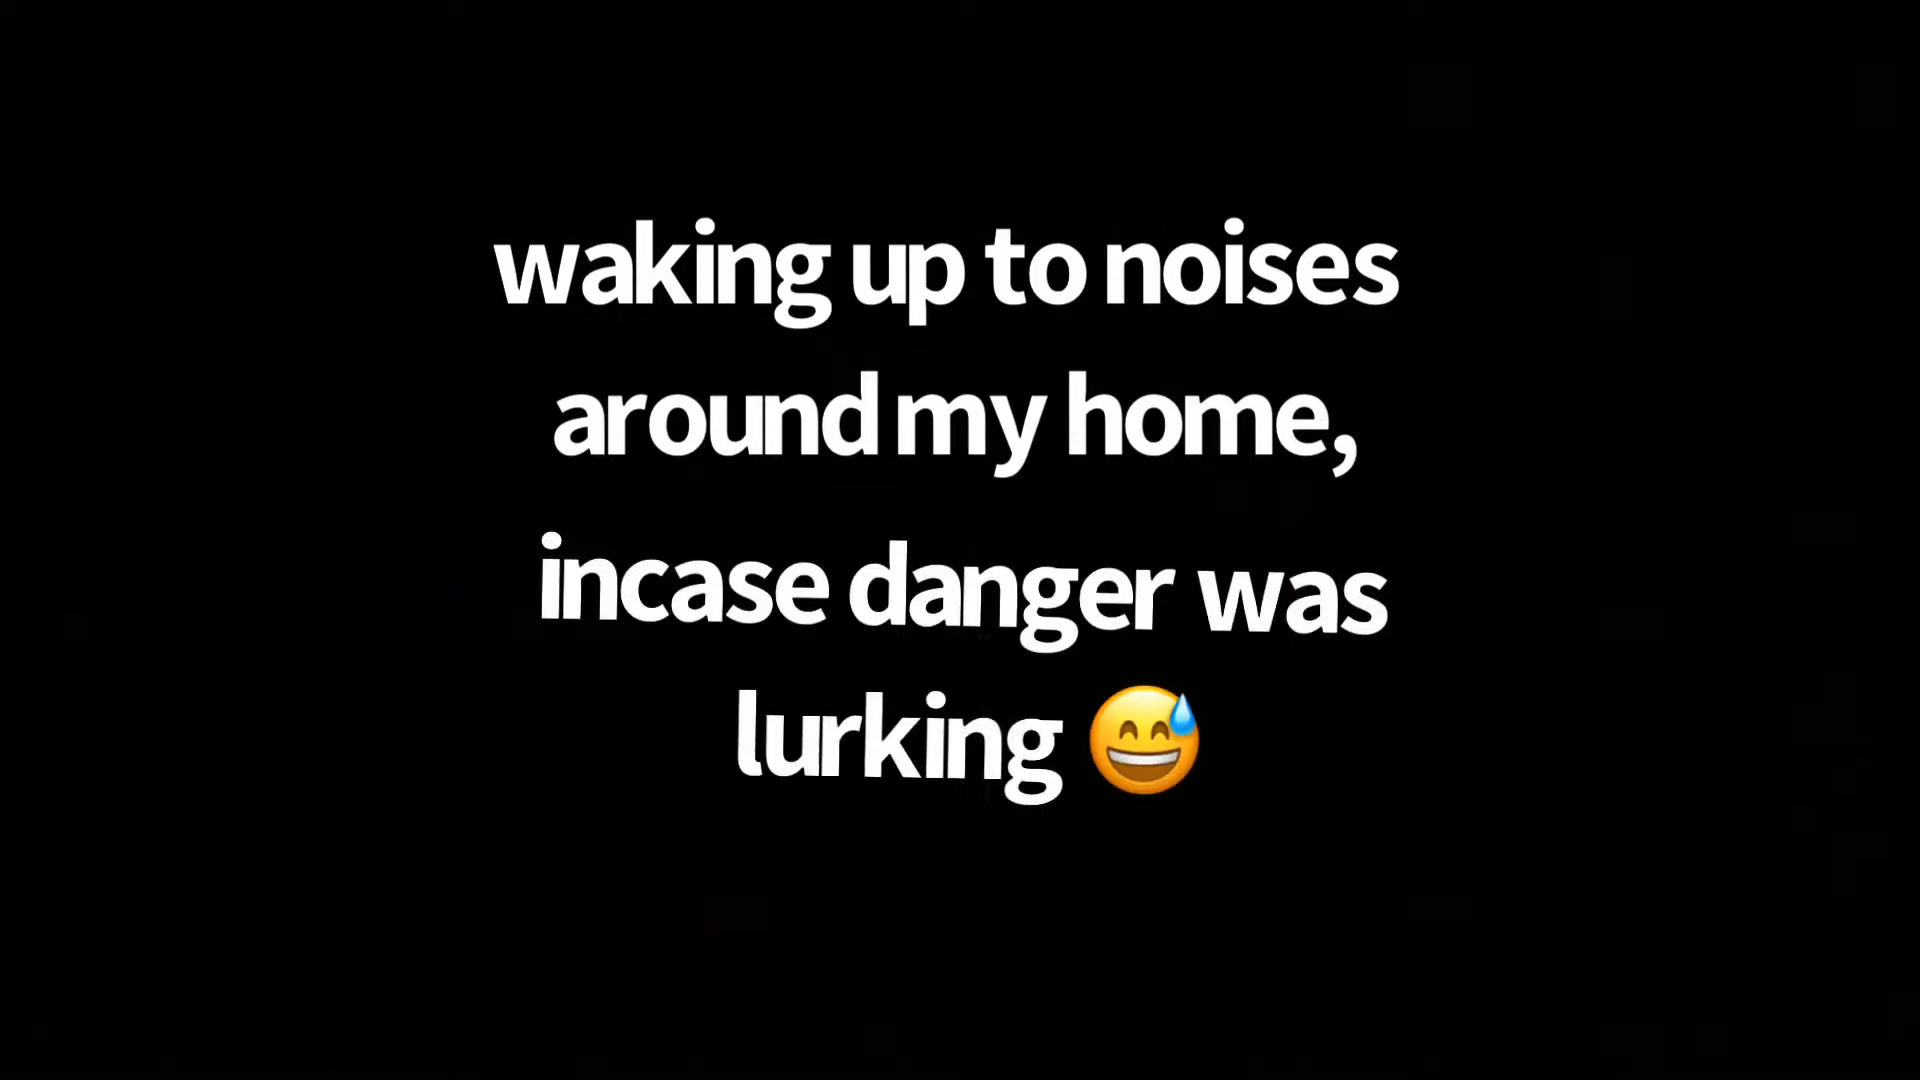 waking up to noises
around my home,
incase danger was
lurking 😅